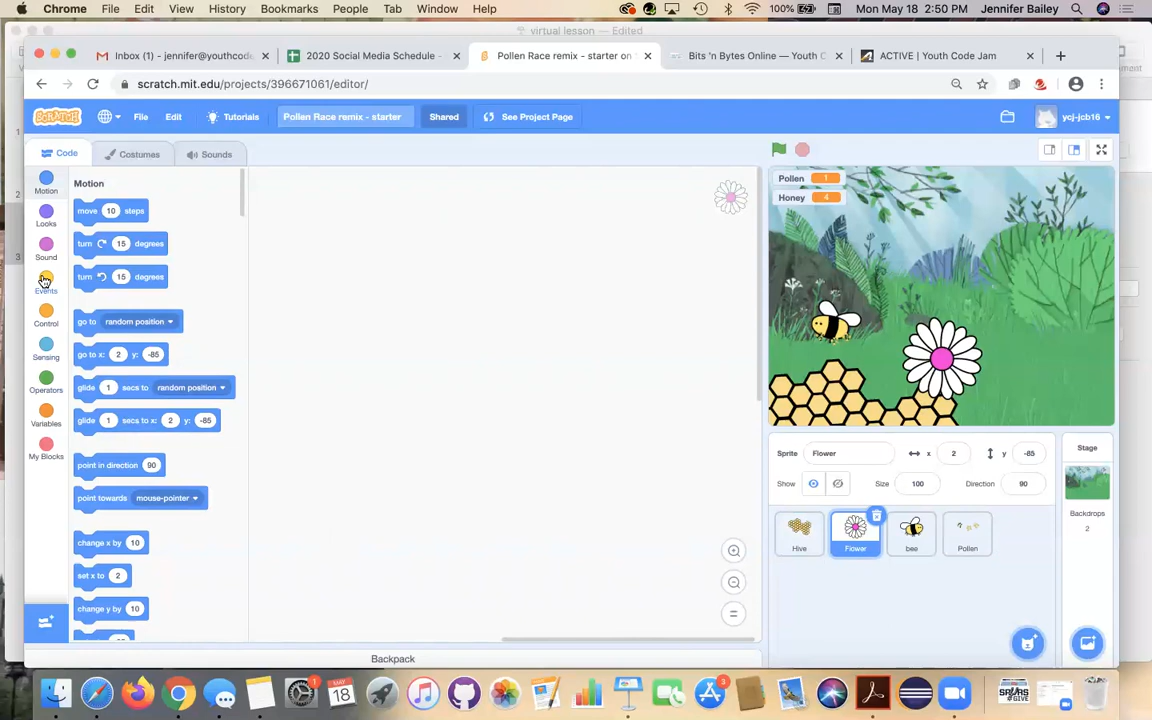 Chrome File Edit View History Bookmarks People Tab Window Help 100% Mon May 18 2:50 PM Jennifer Bailey
virtual lesson — Edited
Inbox (1) - jennifer@youthcode × 2020 Social Media Schedule - × Pollen Race remix - starter on × Bits 'n Bytes Online — Youth C × ACTIVE | Youth Code Jam ×
scratch.mit.edu/projects/396671061/editor/
SCRATCH File Edit Tutorials Pollen Race remix - starter Shared See Project Page ycj-jcb16
Code Costumes Sounds
Motion
Looks
Sound
Events
Control
Sensing
Operators
Variables
My Blocks
Motion
move 10 steps
turn 15 degrees
turn 15 degrees
go to random position
go to x: 2 y: -85
glide 1 secs to random position
glide 1 secs to x: 2 y: -85
point in direction 90
point towards mouse-pointer
change x by 10
set x to 2
change y by 10
Pollen 1
Honey 4
Sprite Flower x 2 y -85
Show Size 100 Direction 90
Hive Flower bee Pollen
Stage
Backdrops
2
Backpack
1
2
3
MAY
18